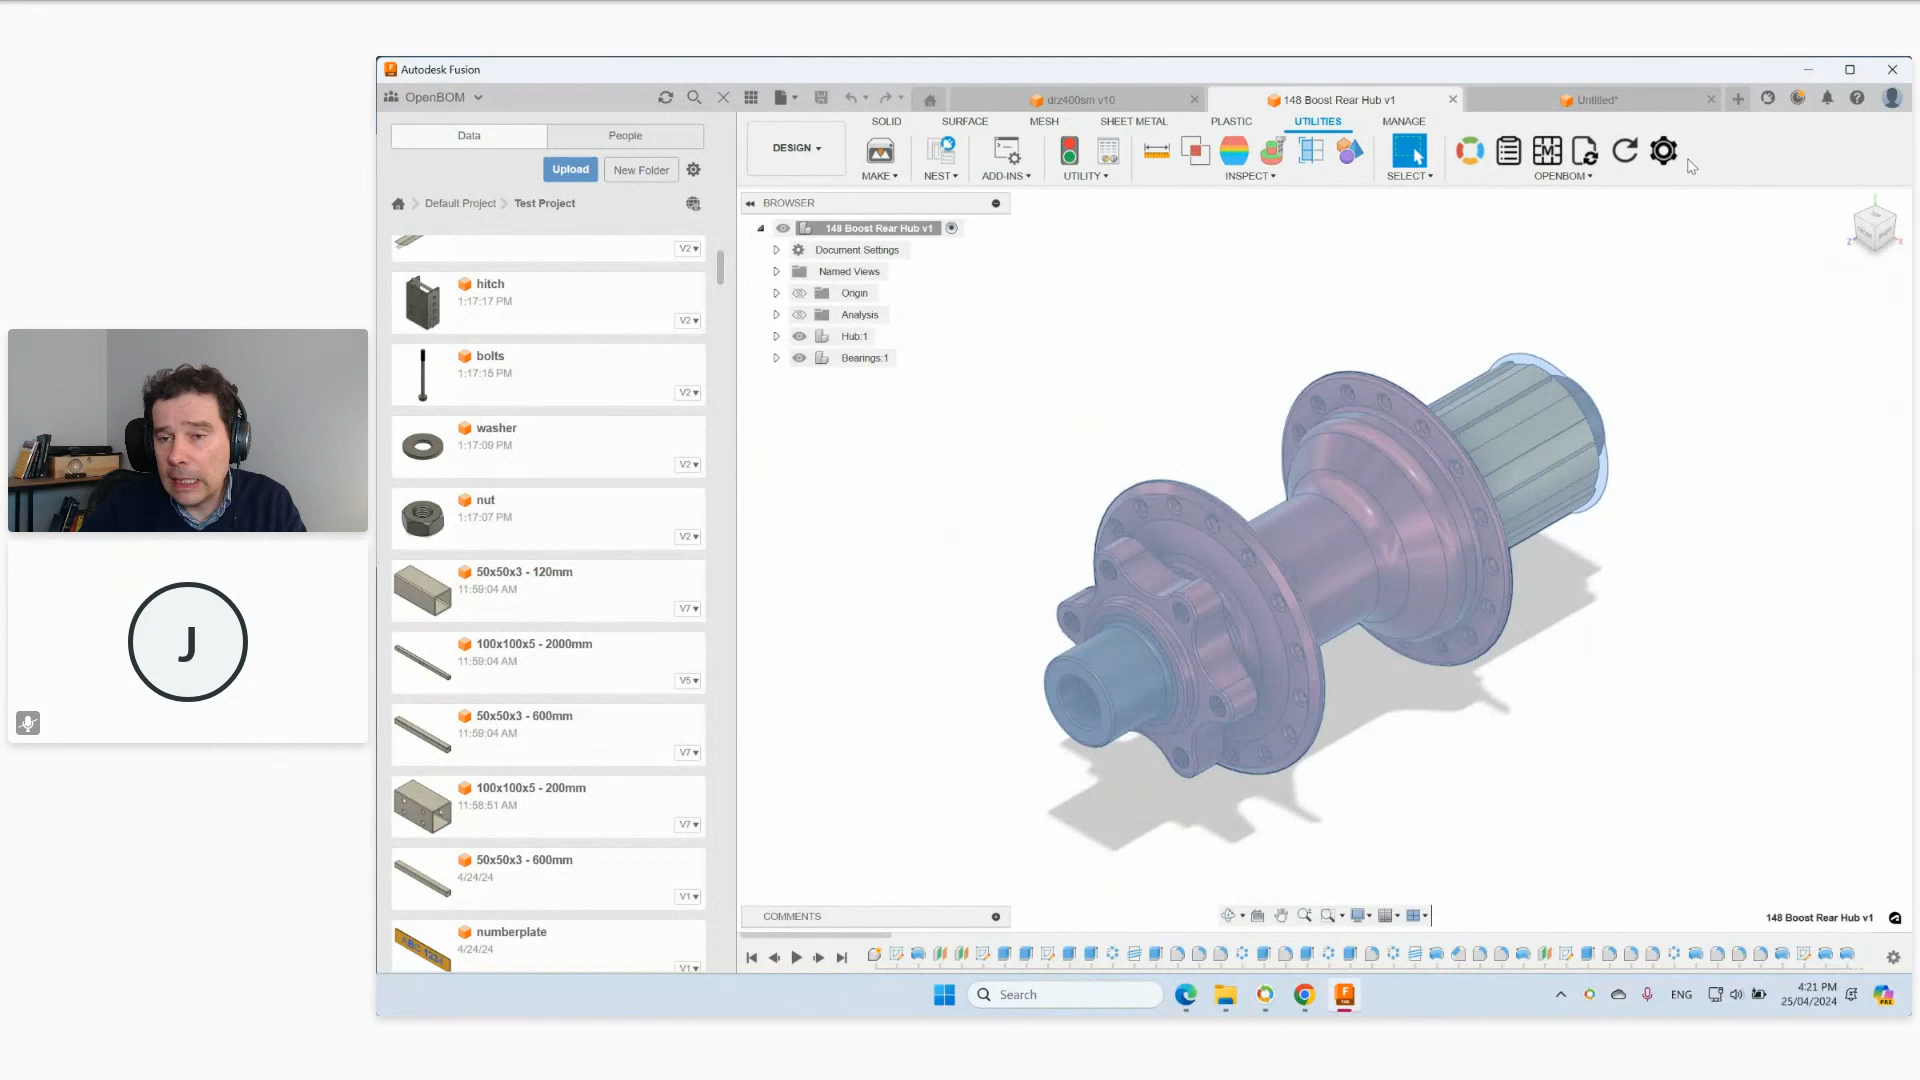 Autodesk Fusion
OpenBOM
drz400sm v10
148 Boost Rear Hub v1
Untitled*
Data
People
SOLID
SURFACE
MESH
SHEET METAL
PLASTIC
UTILITIES
MANAGE
DESIGN
Upload
New Folder
MAKE
NEST
ADD-INS
UTILITY
INSPECT
SELECT
OPENBOM
Default Project
Test Project
BROWSER
148 Boost Rear Hub v1
Document Settings
Named Views
Origin
Analysis
Hub:1
Bearings:1
V2
hitch
1:17:17 PM
V2
bolts
1:17:15 PM
V2
washer
1:17:09 PM
V2
nut
1:17:07 PM
V2
50x50x3 - 120mm
11:59:04 AM
V7
100x100x5 - 2000mm
11:59:04 AM
V5
50x50x3 - 600mm
11:59:04 AM
V7
100x100x5 - 200mm
11:58:51 AM
V7
50x50x3 - 600mm
4/24/24
V1
numberplate
4/24/24
V1
ABC 1234
J
COMMENTS
148 Boost Rear Hub v1
Search
ENG
4:21 PM
25/04/2024
PRE